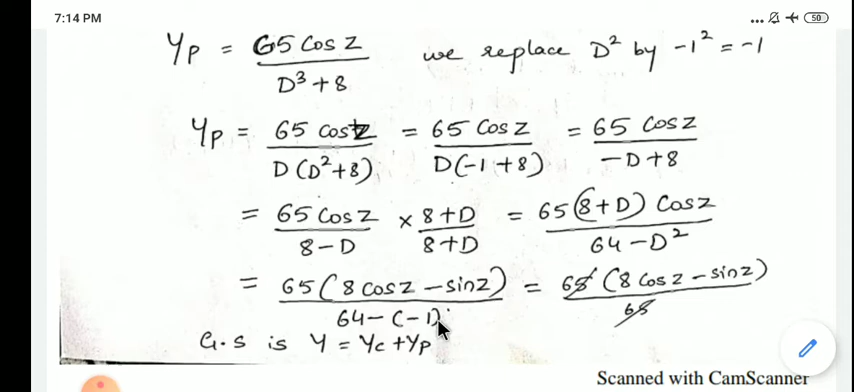 7:14 PM ... 50
Yp = 65 Cos z / D³ + 8 we replace D² by -1² = -1
Yp = 65 Cos z / D(D² + 8) = 65 Cos z / D(-1 + 8) = 65 Cos z / -D + 8
= 65 Cos z / 8 - D × 8 + D / 8 + D = 65 (8 + D) Cos z / 64 - D²
= 65 (8 Cos z - sin z) / 64 - (-1) = 65 (8 Cos z - sin z) / 65
G.S is Y = Yc + Yp
Scanned with CamScanner